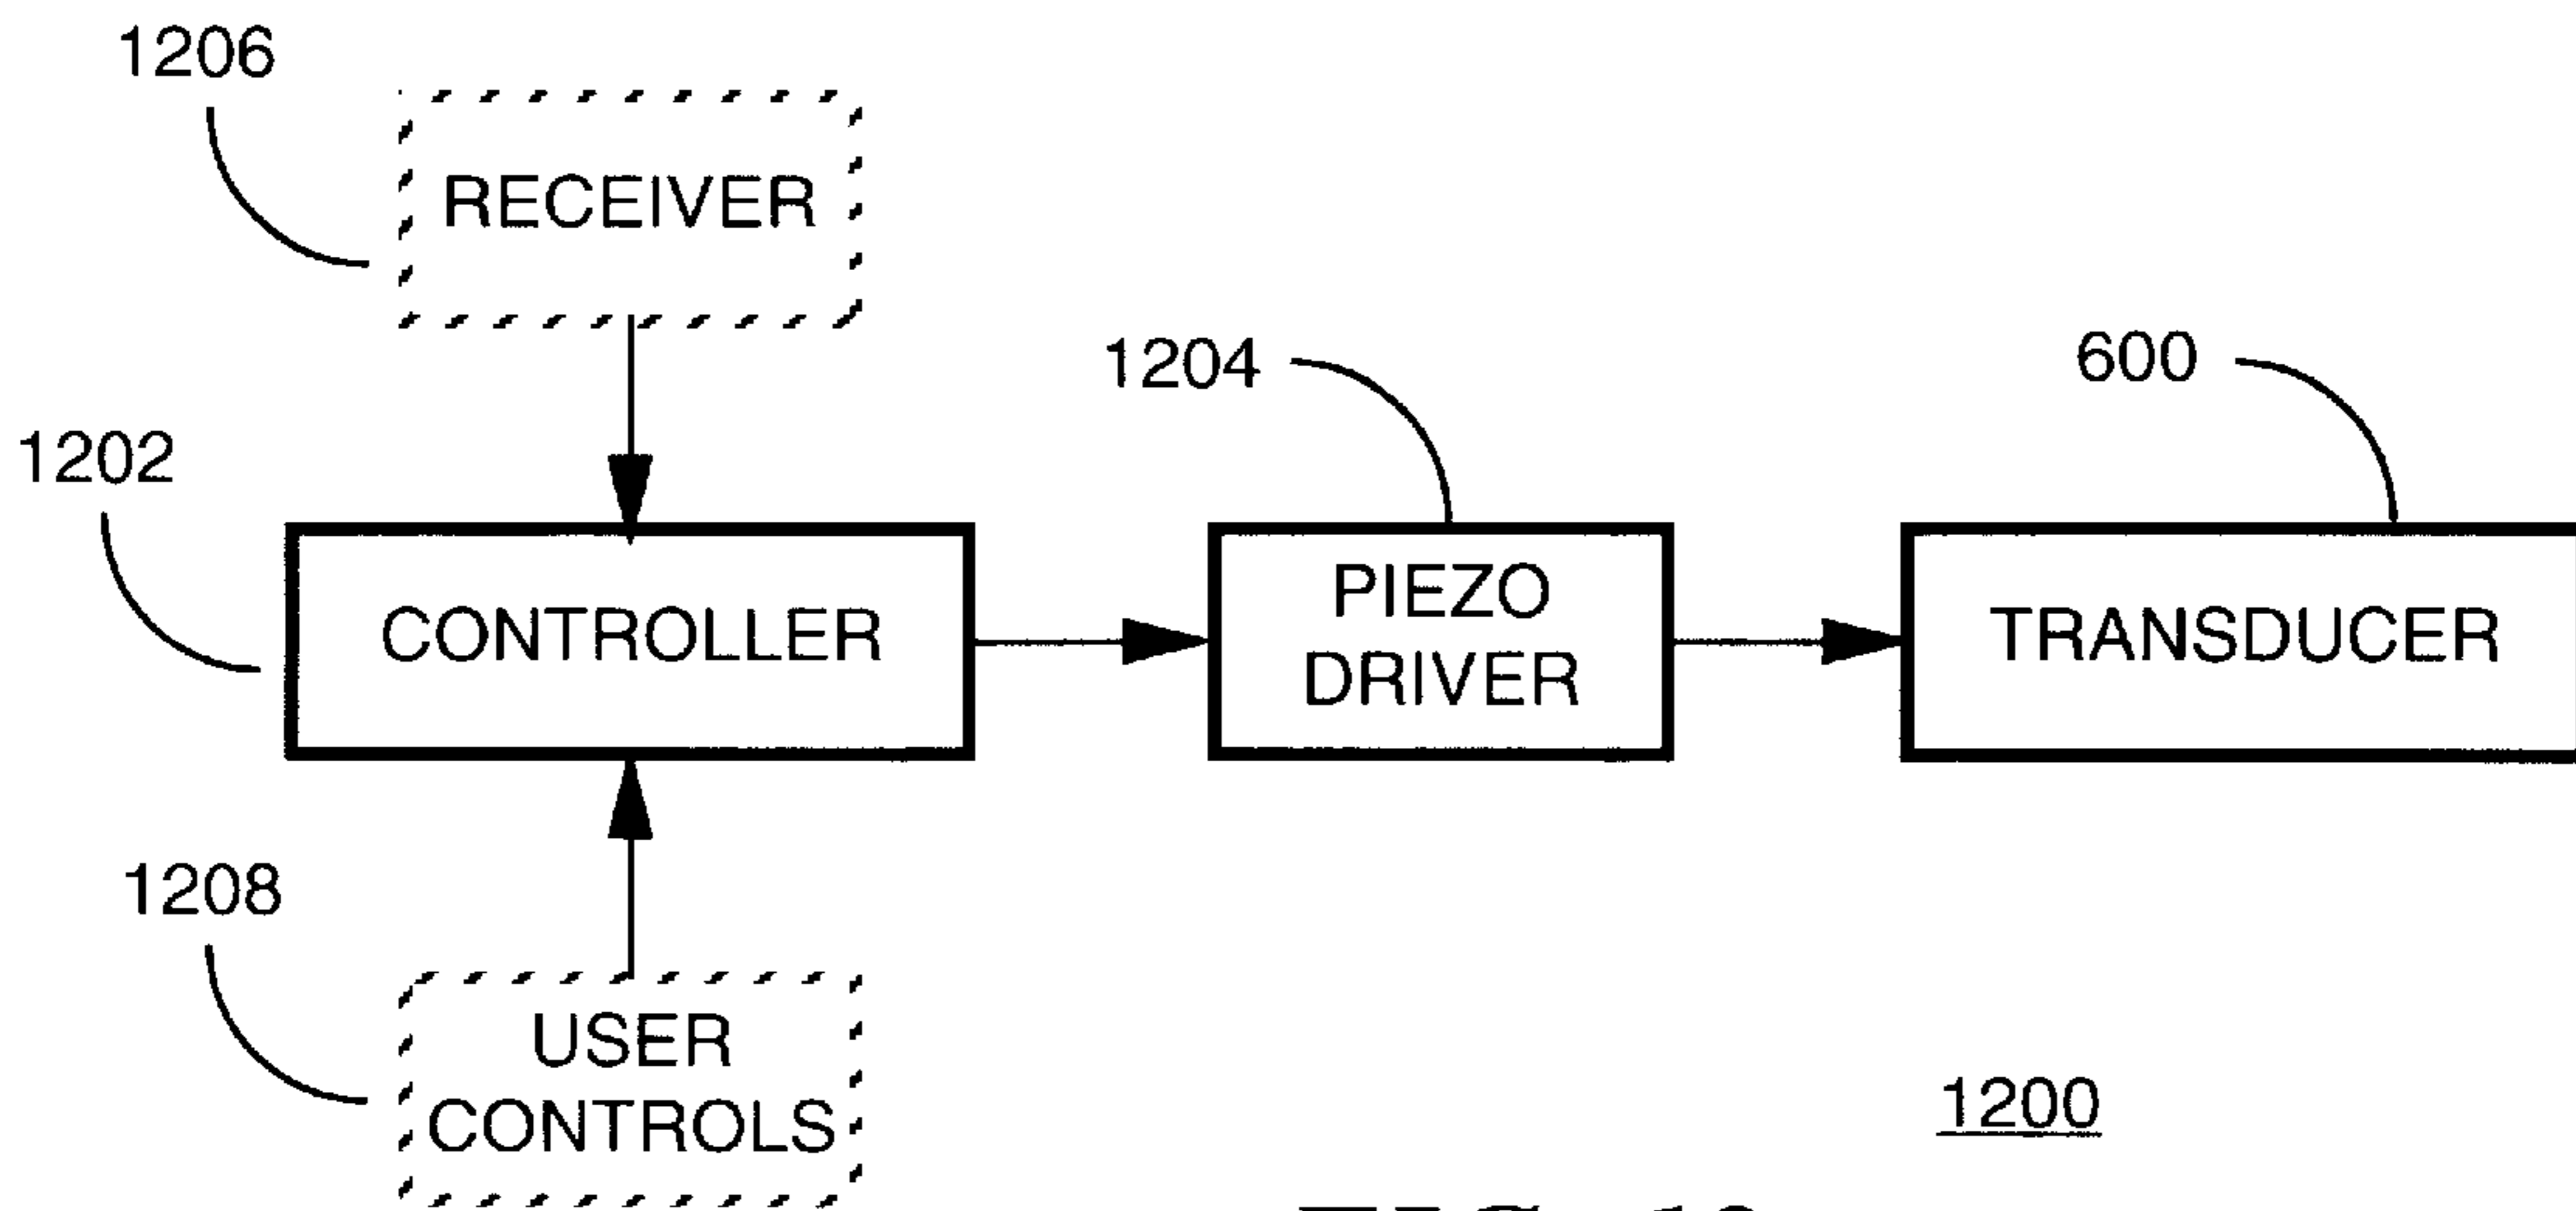 1206
RECEIVER
1204
600
1202
CONTROLLER
PIEZO
DRIVER
TRANSDUCER
1208
USER
CONTROLS
1200